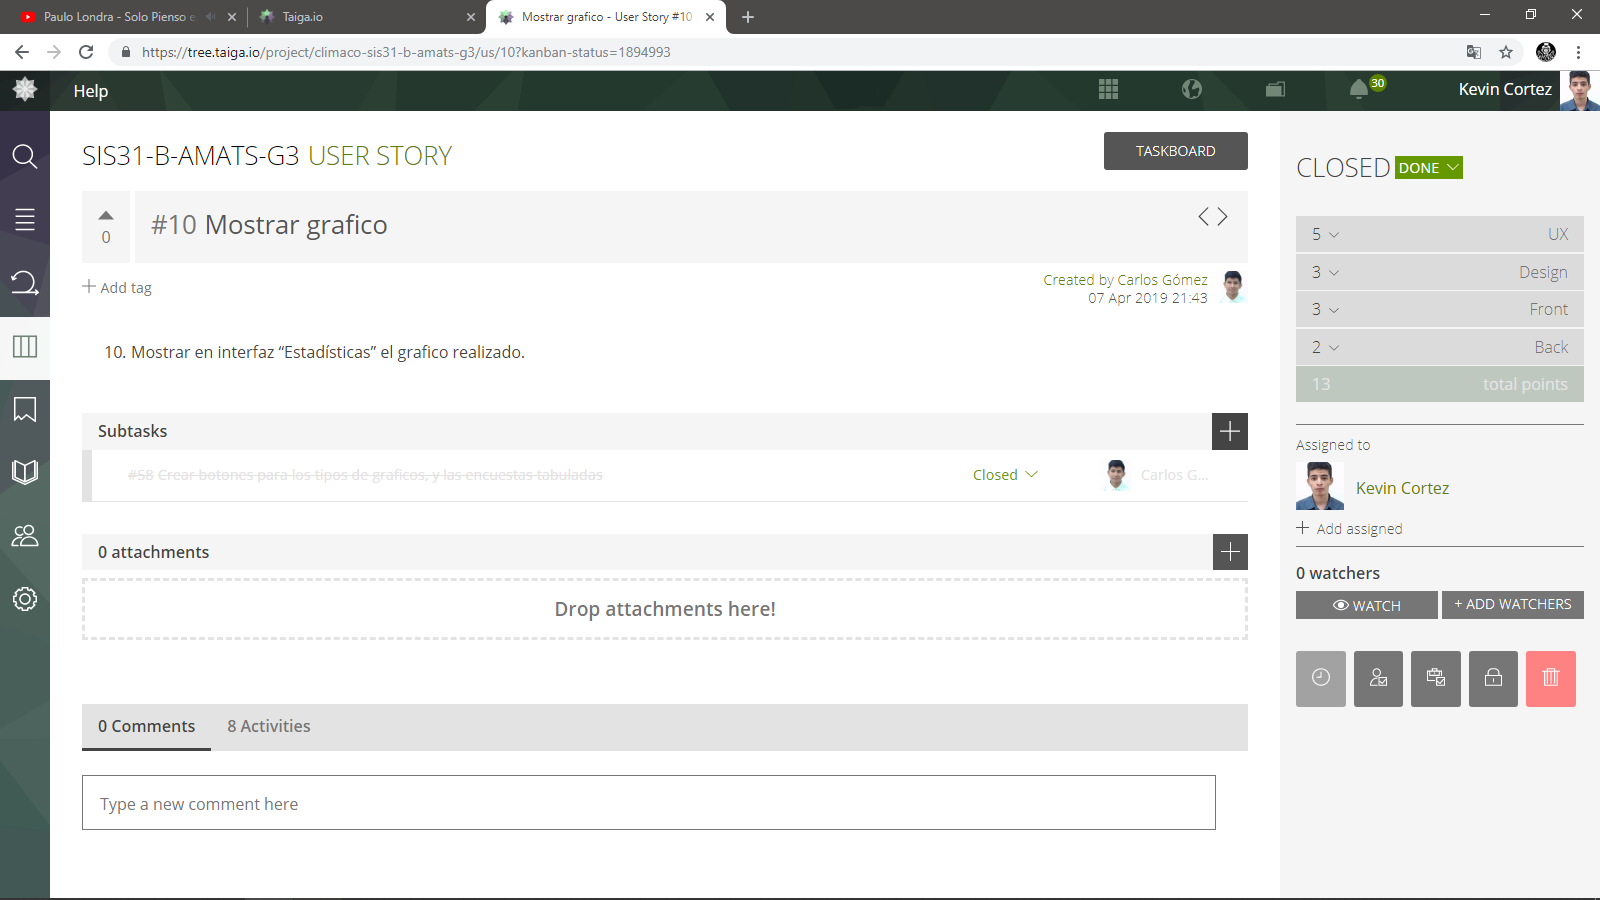 Paulo Londra - Solo Pienso e
Taiga.io
Mostrar grafico - User Story #10
https://tree.taiga.io/project/climaco-sis31-b-amats-g3/us/10?kanban-status=1894993
Help
30
Kevin Cortez
SIS31-B-AMATS-G3 USER STORY
TASKBOARD
0
#10 Mostrar grafico
Add tag
Created by Carlos Gómez
07 Apr 2019 21:43
10. Mostrar en interfaz “Estadísticas” el grafico realizado.
Subtasks
#58 Crear botones para los tipos de graficos, y las encuestas tabuladas
Closed
Carlos G...
0 attachments
Drop attachments here!
0 Comments
8 Activities
Type a new comment here
CLOSED DONE
5 UX
3 Design
3 Front
2 Back
13 total points
Assigned to
Kevin Cortez
Add assigned
0 watchers
WATCH
+ ADD WATCHERS